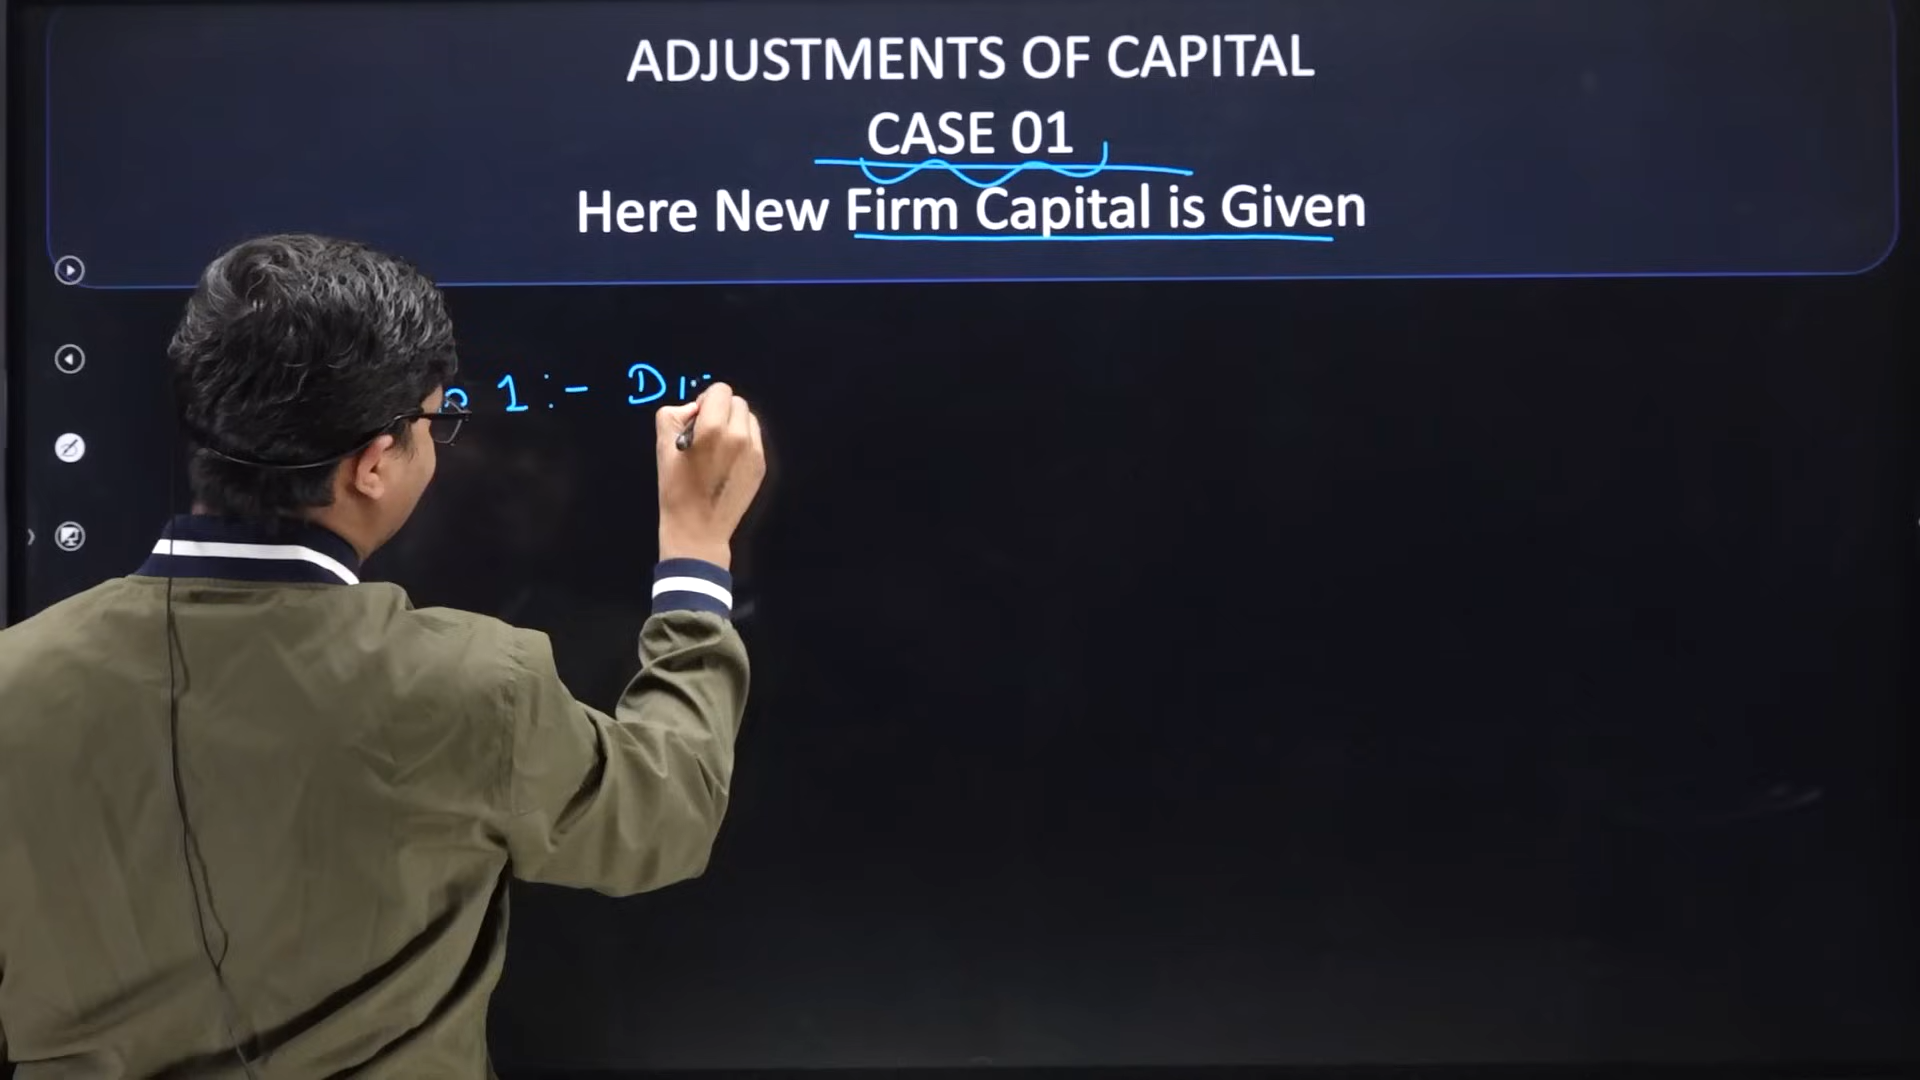 ADJUSTMENTS OF CAPITAL
CASE 01
Here New Firm Capital is Given
1:-